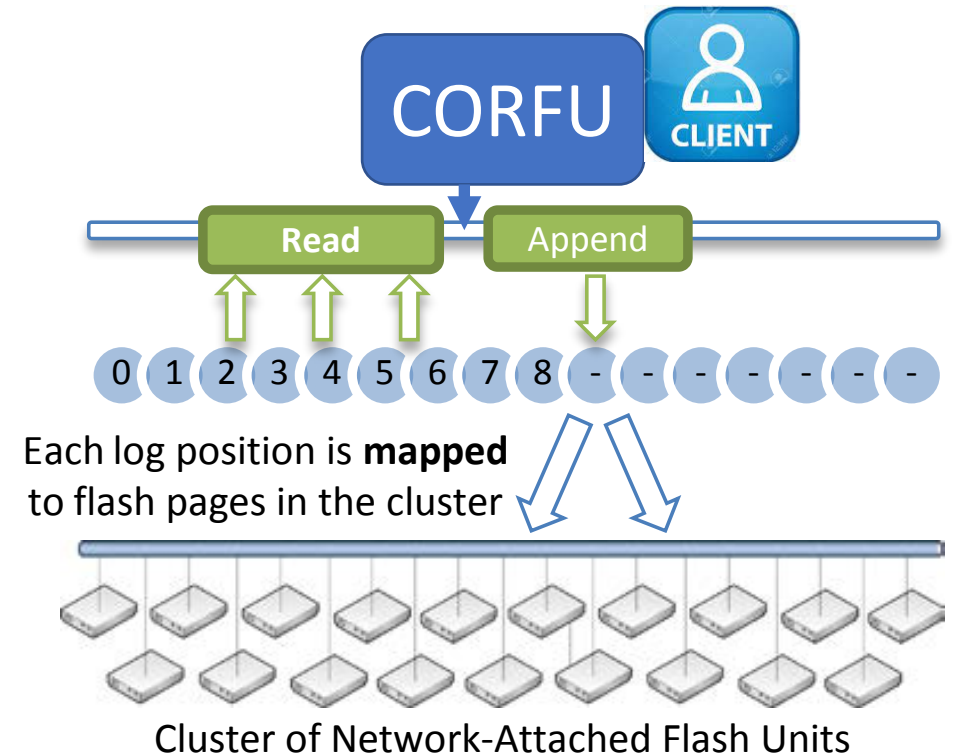 CORFU
CLIENT
Read
Append
0 1 2 3 4 5 6 7 8 - - - - - - -
Each log position is mapped
to flash pages in the cluster
Cluster of Network-Attached Flash Units